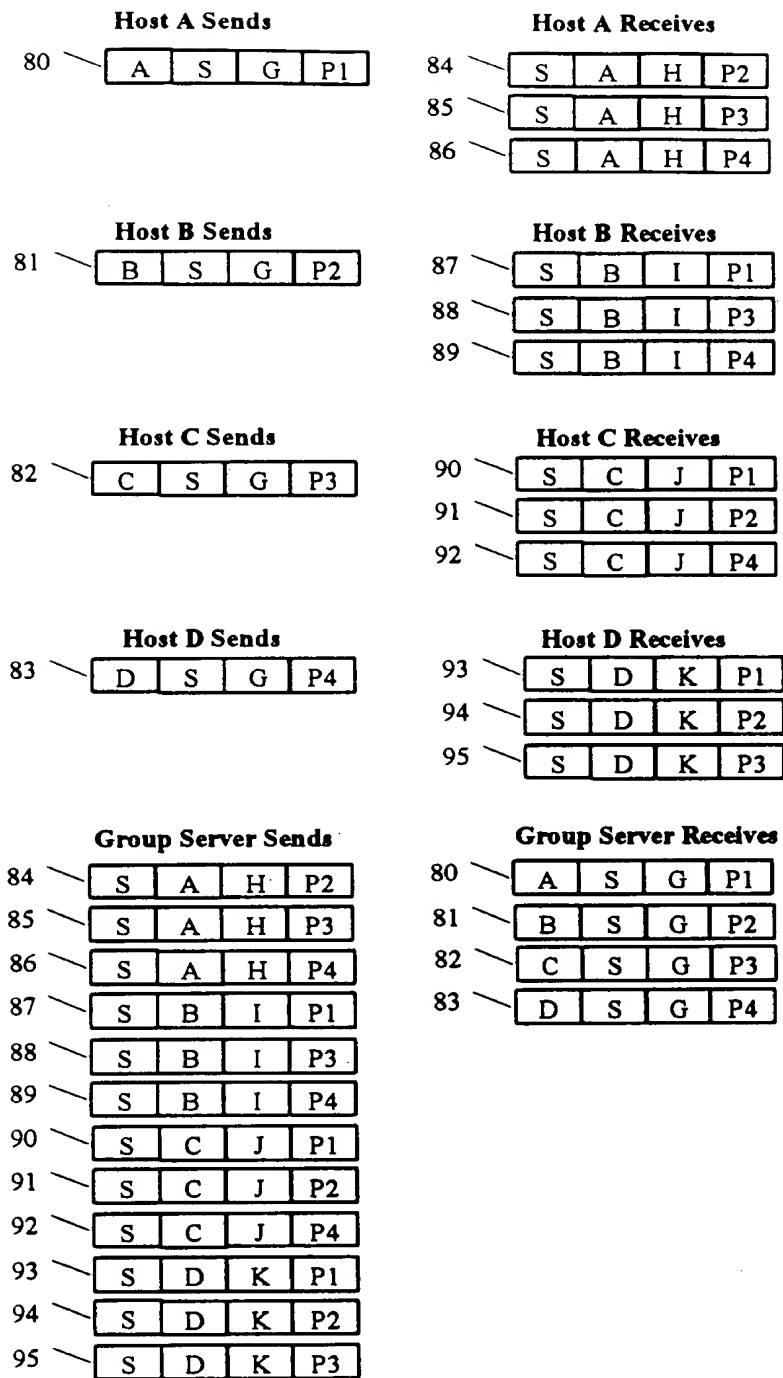 Host A Sends
80 A S G P1
Host A Receives
84 S A H P2
85 S A H P3
86 S A H P4
Host B Sends
81 B S G P2
Host B Receives
87 S B I P1
88 S B I P3
89 S B I P4
Host C Sends
82 C S G P3
Host C Receives
90 S C J P1
91 S C J P2
92 S C J P4
Host D Sends
83 D S G P4
Host D Receives
93 S D K P1
94 S D K P2
95 S D K P3
Group Server Sends
84 S A H P2
85 S A H P3
86 S A H P4
87 S B I P1
88 S B I P3
89 S B I P4
90 S C J P1
91 S C J P2
92 S C J P4
93 S D K P1
94 S D K P2
95 S D K P3
Group Server Receives
80 A S G P1
81 B S G P2
82 C S G P3
83 D S G P4